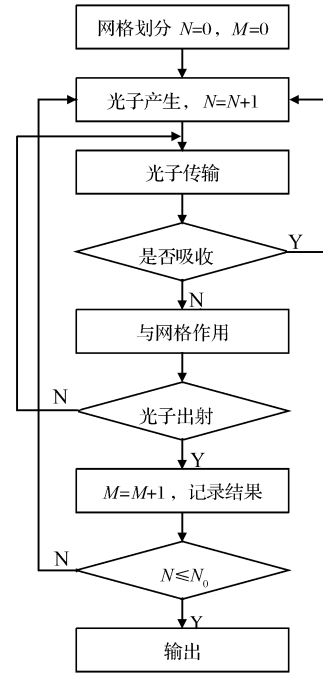 网格划分 N=0, M=0
光子产生, N=N+1
光子传输
是否吸收
Y
N
与网格作用
N
光子出射
Y
M=M+1, 记录结果
N
N≤N₀
Y
输出